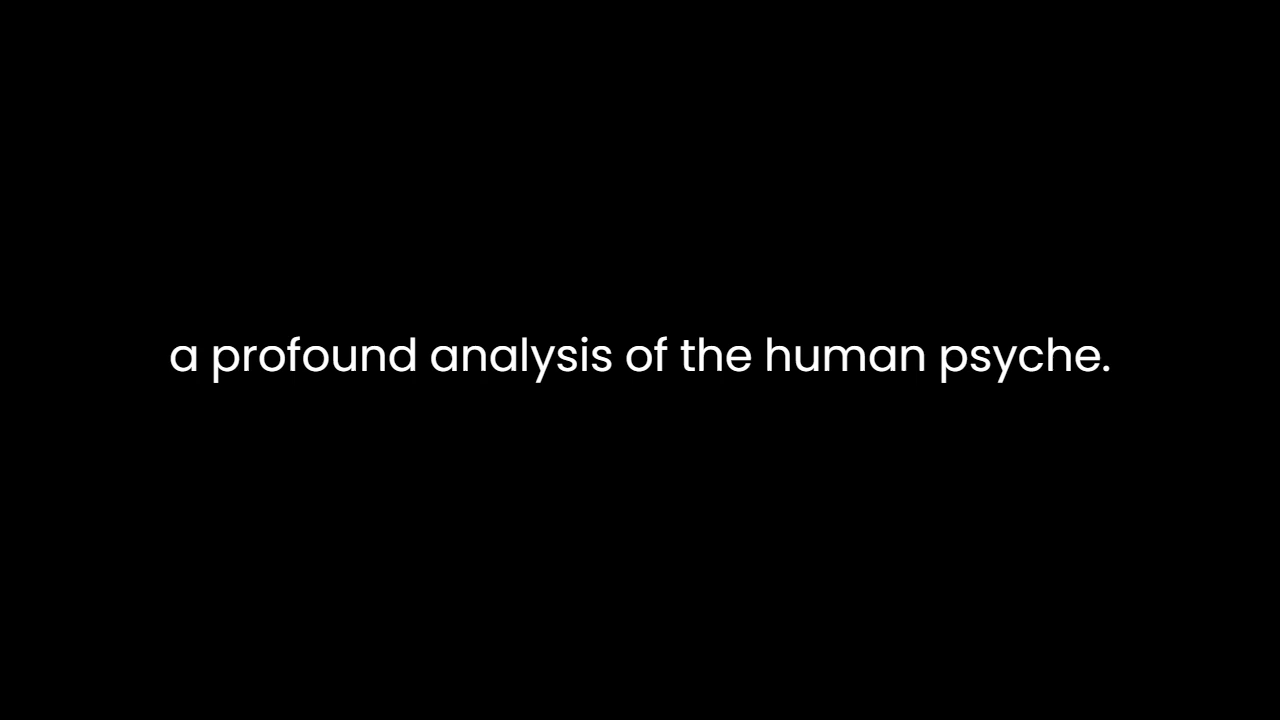 a profound analysis of the human psyche.